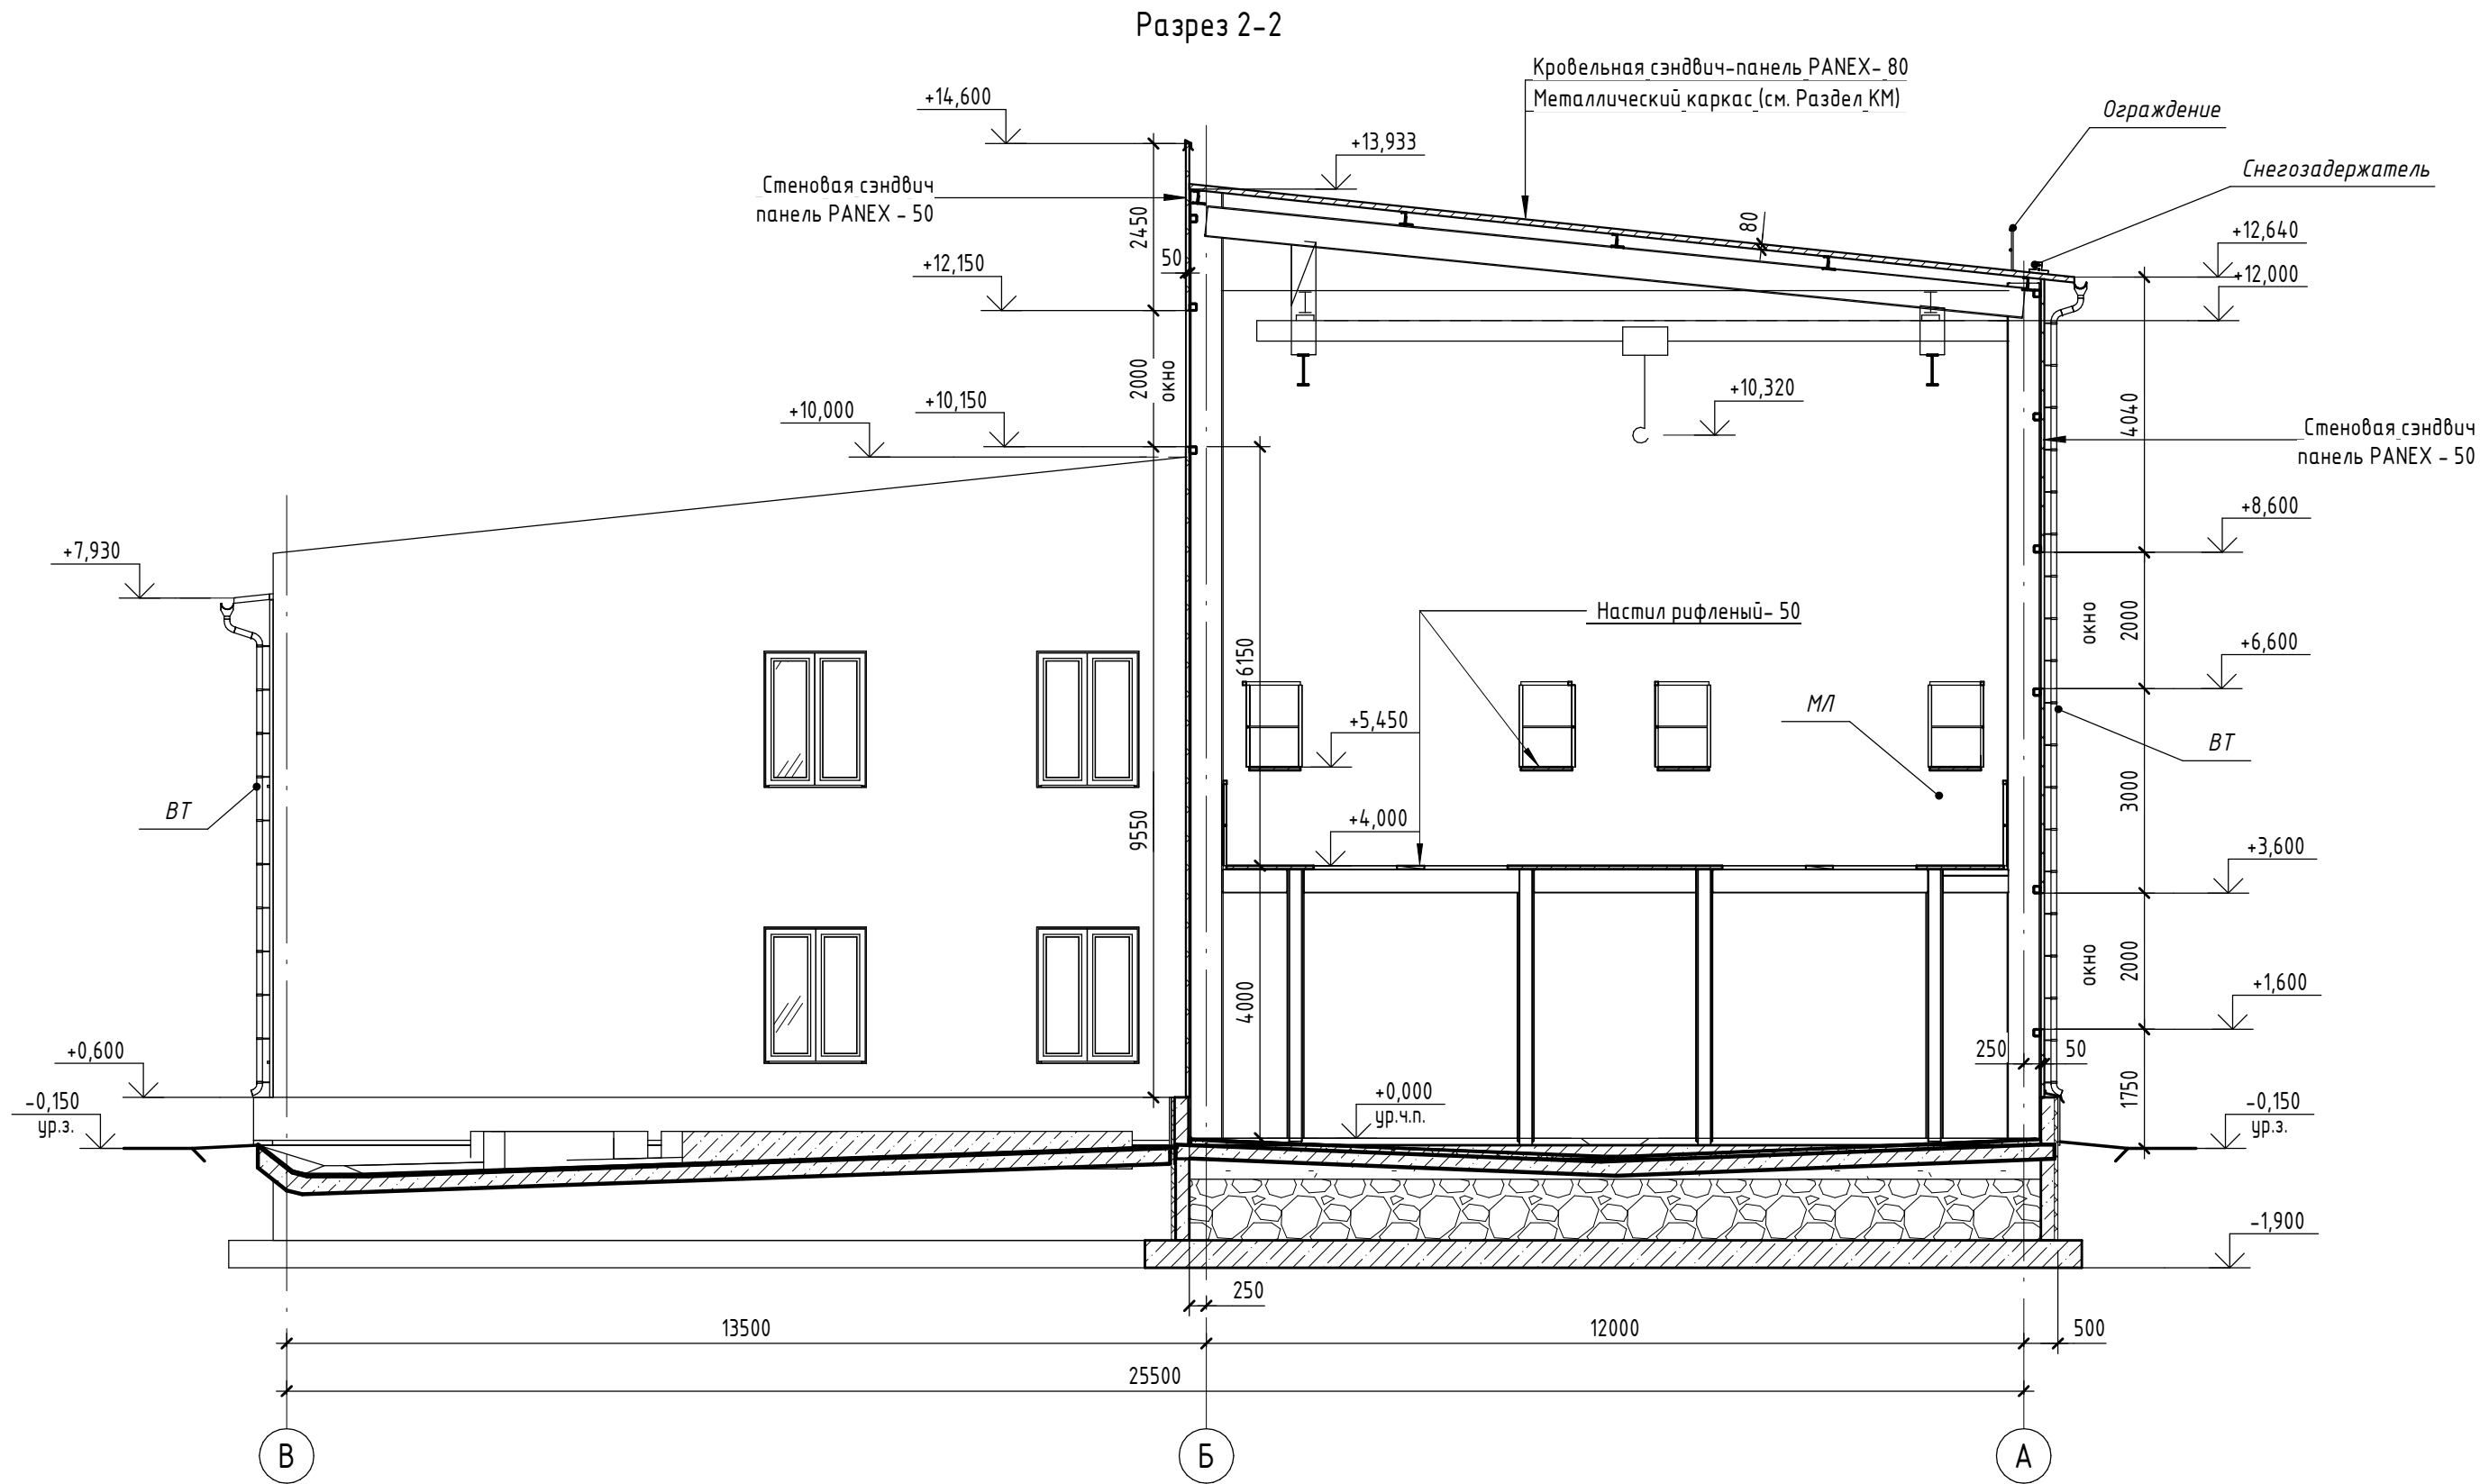 Разрез 2-2
Кровельная сэндвич-панель PANEX- 80
Металлический каркас (см. Раздел КМ)
Ограждение
Снегозадержатель
+14,600
+13,933
Стеновая сэндвич
панель PANEX - 50
2450
80
50
+12,640
+12,150
+12,000
2000
окно
+10,320
+10,150
+10,000
4040
Стеновая сэндвич
панель PANEX - 50
+8,600
+7,930
Настил рифленый- 50
окно
2000
6150
+6,600
МЛ
+5,450
ВТ
3000
ВТ
9550
+4,000
+3,600
окно
2000
4000
+1,600
250
50
+0,600
1750
+0,000
ур.ч.п.
-0,150
ур.з.
-0,150
ур.з.
-1,900
250
13500
12000
500
25500
В
Б
А